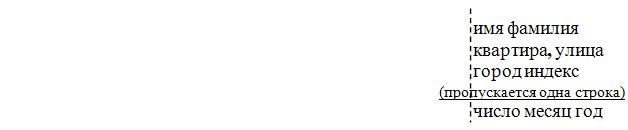 имя фамилия
квартира, улица
город индекс
(пропускается одна строка)
число месяц год